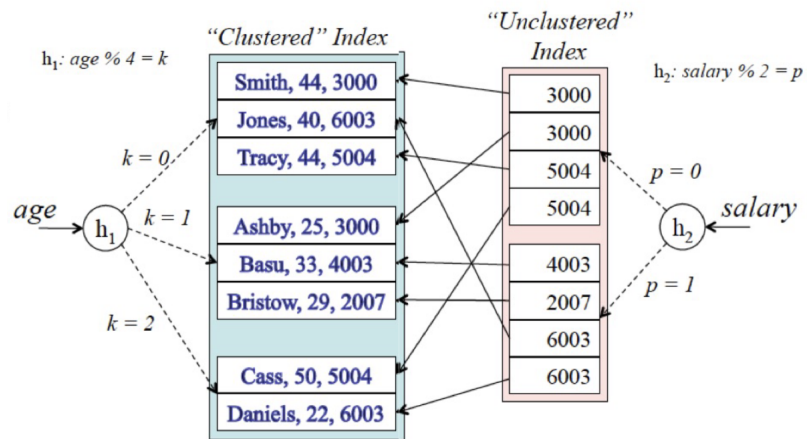 “Clustered” Index
“Unclustered”
Index
h1: age % 4 = k
h2: salary % 2 = p
Smith, 44, 3000
Jones, 40, 6003
Tracy, 44, 5004
Ashby, 25, 3000
Basu, 33, 4003
Bristow, 29, 2007
Cass, 50, 5004
Daniels, 22, 6003
3000
3000
5004
5004
4003
2007
6003
6003
age
h1
k = 0
k = 1
k = 2
p = 0
p = 1
h2
salary